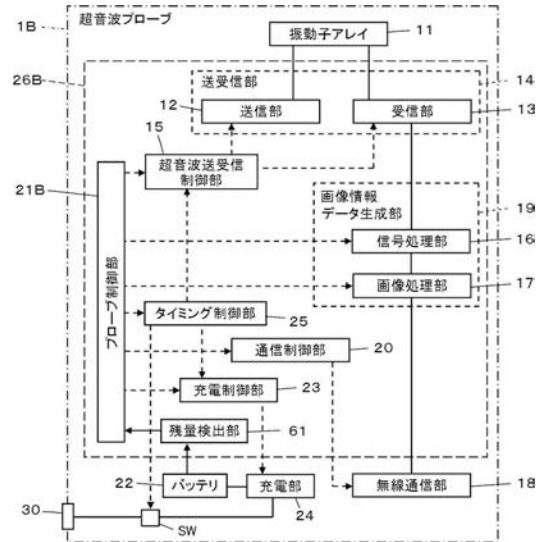 1B
超音波プローブ
振動子アレイ
11
26B
送受信部
14
12
送信部
受信部
13
15
超音波送受信
制御部
21B
プローブ制御部
画像情報
データ生成部
19
信号処理部
16
画像処理部
17
タイミング制御部
25
通信制御部
20
充電制御部
23
残量検出部
61
22
バッテリ
充電部
24
無線通信部
18
30
SW